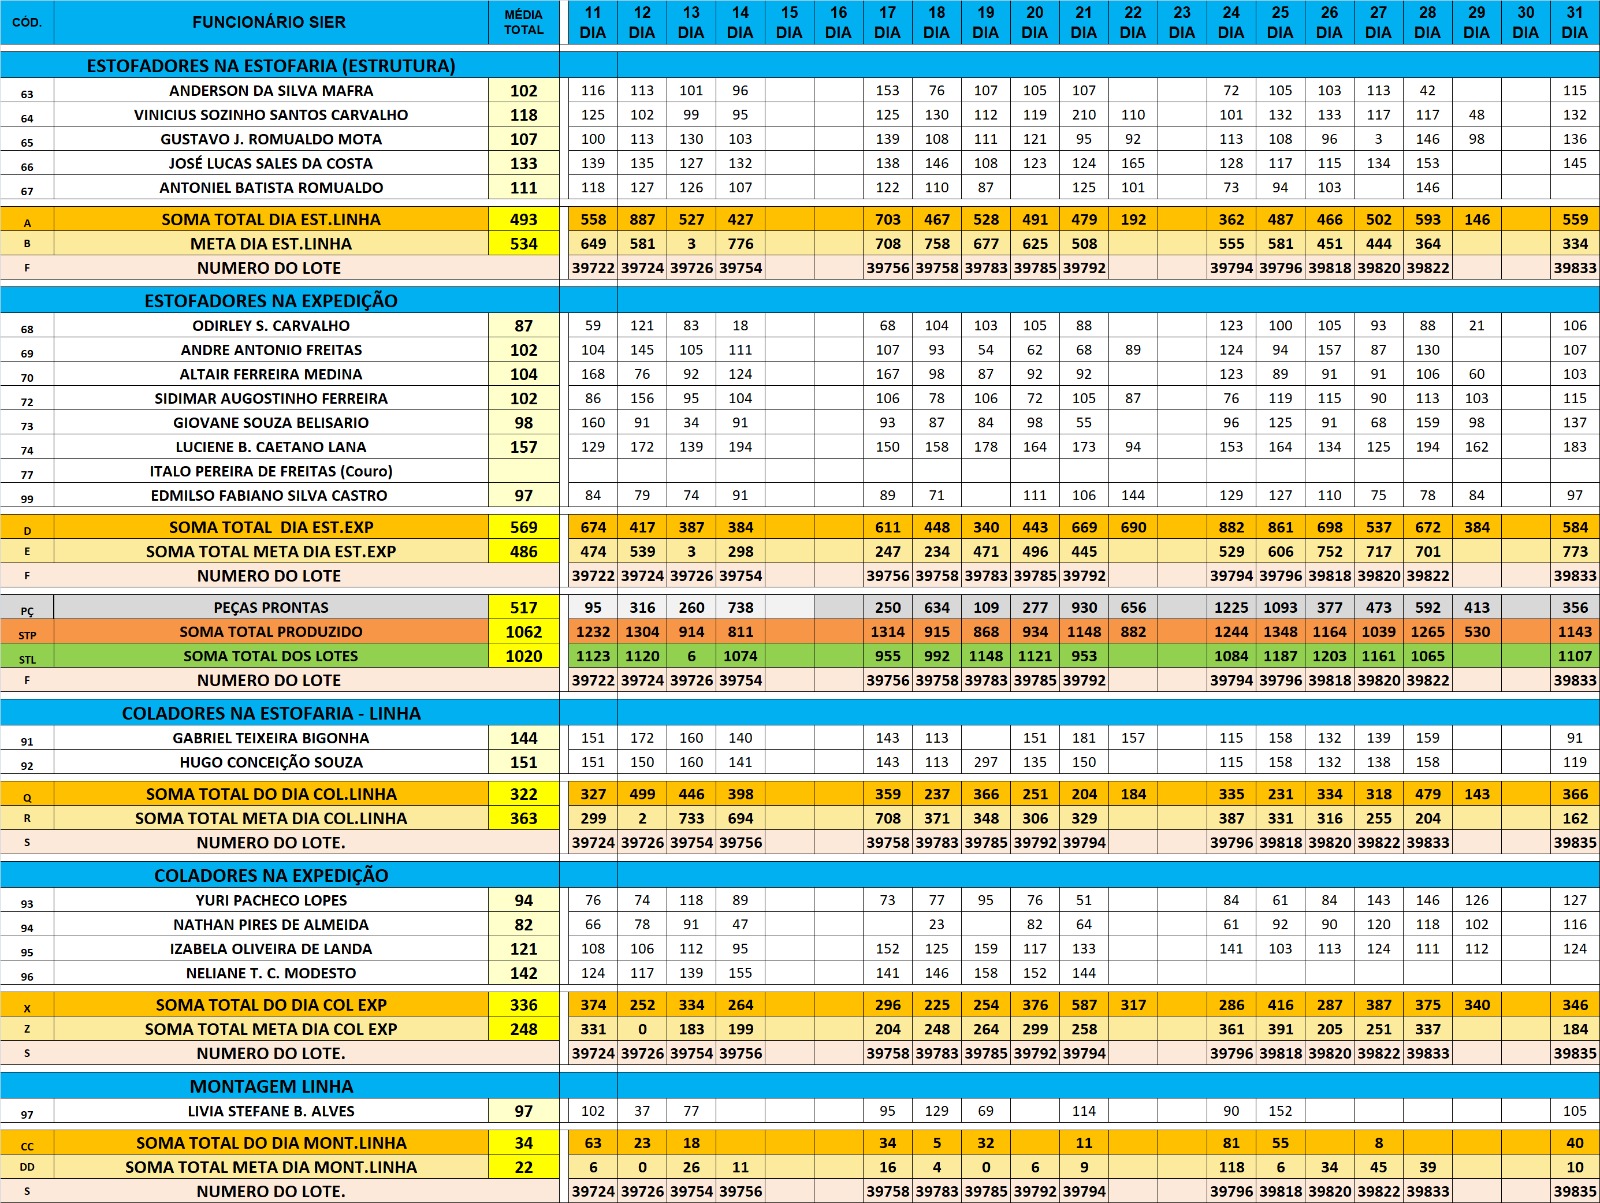 CÓD. FUNCIONÁRIO SIER MÉDIA TOTAL 11 DIA 12 DIA 13 DIA 14 DIA 15 DIA 16 DIA 17 DIA 18 DIA 19 DIA 20 DIA 21 DIA 22 DIA 23 DIA 24 DIA 25 DIA 26 DIA 27 DIA 28 DIA 29 DIA 30 DIA 31 DIA
ESTOFADORES NA ESTOFARIA (ESTRUTURA)
63 ANDERSON DA SILVA MAFRA 102 116 113 101 96 153 76 107 105 107 72 105 103 113 42 115
64 VINICIUS SOZINHO SANTOS CARVALHO 118 125 102 99 95 125 130 112 119 210 110 101 132 133 117 117 48 132
65 GUSTAVO J. ROMUALDO MOTA 107 100 113 130 103 139 108 111 121 95 92 113 108 96 3 146 98 136
66 JOSÉ LUCAS SALES DA COSTA 133 139 135 127 132 138 146 108 123 124 165 128 117 115 134 153 145
67 ANTONIEL BATISTA ROMUALDO 111 118 127 126 107 122 110 87 125 101 73 94 103 146
A SOMA TOTAL DIA EST.LINHA 493 558 887 527 427 703 467 528 491 479 192 362 487 466 502 593 146 559
B META DIA EST.LINHA 534 649 581 3 776 708 758 677 625 508 555 581 451 444 364 334
F NUMERO DO LOTE 39722 39724 39726 39754 39756 39758 39783 39785 39792 39794 39796 39818 39820 39822 39833
ESTOFADORES NA EXPEDIÇÃO
68 ODIRLEY S. CARVALHO 87 59 121 83 18 68 104 103 105 88 123 100 105 93 88 21 106
69 ANDRE ANTONIO FREITAS 102 104 145 105 111 107 93 54 62 68 89 124 94 157 87 130 107
70 ALTAIR FERREIRA MEDINA 104 168 76 92 124 167 98 87 92 92 123 89 91 91 106 60 103
72 SIDIMAR AUGOSTINHO FERREIRA 102 86 156 95 104 106 78 106 72 105 87 76 119 115 90 113 103 115
73 GIOVANE SOUZA BELISARIO 98 160 91 34 91 93 87 84 98 55 96 125 91 68 159 98 137
74 LUCIENE B. CAETANO LANA 157 129 172 139 194 150 158 178 164 173 94 153 164 134 125 194 162 183
77 ITALO PEREIRA DE FREITAS (Couro)
99 EDMILSO FABIANO SILVA CASTRO 97 84 79 74 91 89 71 111 106 144 129 127 110 75 78 84 97
D SOMA TOTAL DIA EST.EXP 569 674 417 387 384 611 448 340 443 669 690 882 861 698 537 672 384 584
E SOMA TOTAL META DIA EST.EXP 486 474 539 3 298 247 234 471 496 445 529 606 752 717 701 773
F NUMERO DO LOTE 39722 39724 39726 39754 39756 39758 39783 39785 39792 39794 39796 39818 39820 39822 39833
PÇ PEÇAS PRONTAS 517 95 316 260 738 250 634 109 277 930 656 1225 1093 377 473 592 413 356
STP SOMA TOTAL PRODUZIDO 1062 1232 1304 914 811 1314 915 868 934 1148 882 1244 1348 1164 1039 1265 530 1143
STL SOMA TOTAL DOS LOTES 1020 1123 1120 6 1074 955 992 1148 1121 953 1084 1187 1203 1161 1065 1107
F NUMERO DO LOTE 39722 39724 39726 39754 39756 39758 39783 39785 39792 39794 39796 39818 39820 39822 39833
COLADORES NA ESTOFARIA - LINHA
91 GABRIEL TEIXEIRA BIGONHA 144 151 172 160 140 143 113 151 181 157 115 158 132 139 159 91
92 HUGO CONCEIÇÃO SOUZA 151 151 150 160 141 143 113 297 135 150 115 158 132 138 158 119
Q SOMA TOTAL DO DIA COL.LINHA 322 327 499 446 398 359 237 366 251 204 184 335 231 334 318 479 143 366
R SOMA TOTAL META DIA COL.LINHA 363 299 2 733 694 708 371 348 306 329 387 331 316 255 204 162
S NUMERO DO LOTE. 39724 39726 39754 39756 39758 39783 39785 39792 39794 39796 39818 39820 39822 39833 39835
COLADORES NA EXPEDIÇÃO
93 YURI PACHECO LOPES 94 76 74 118 89 73 77 95 76 51 84 61 84 143 146 126 127
94 NATHAN PIRES DE ALMEIDA 82 66 78 91 47 23 82 64 61 92 90 120 118 102 116
95 IZABELA OLIVEIRA DE LANDA 121 108 106 112 95 152 125 159 117 133 141 103 113 124 111 112 124
96 NELIANE T. C. MODESTO 142 124 117 139 155 141 146 158 152 144
X SOMA TOTAL DO DIA COL EXP 336 374 252 334 264 296 225 254 376 587 317 286 416 287 387 375 340 346
Z SOMA TOTAL META DIA COL EXP 248 331 0 183 199 204 248 264 299 258 361 391 205 251 337 184
S NUMERO DO LOTE. 39724 39726 39754 39756 39758 39783 39785 39792 39794 39796 39818 39820 39822 39833 39835
MONTAGEM LINHA
97 LIVIA STEFANE B. ALVES 97 102 37 77 95 129 69 114 90 152 105
CC SOMA TOTAL DO DIA MONT.LINHA 34 63 23 18 34 5 32 11 81 55 8 40
DD SOMA TOTAL META DIA MONT.LINHA 22 6 0 26 11 16 4 0 6 9 118 6 34 45 39 10
S NUMERO DO LOTE. 39724 39726 39754 39756 39758 39783 39785 39792 39794 39796 39818 39820 39822 39833 39835